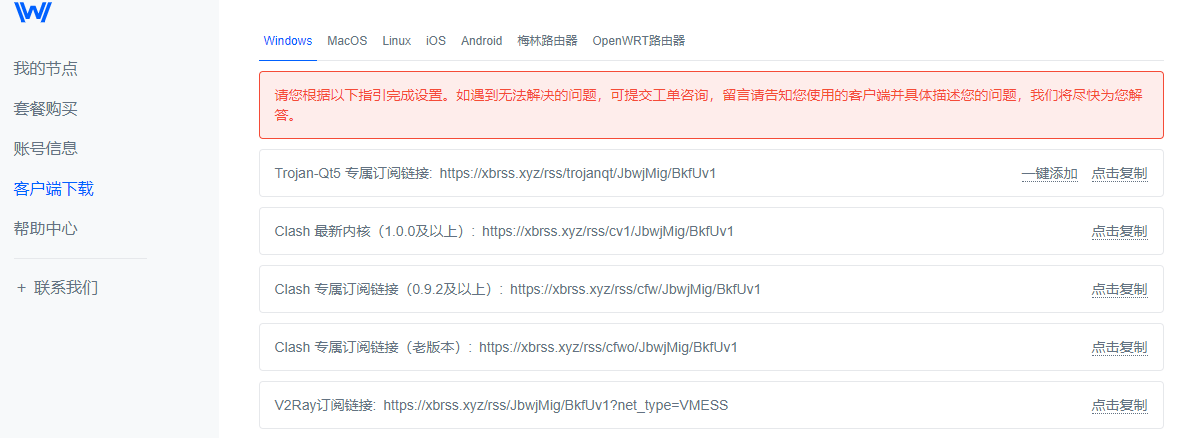 W
我的节点
套餐购买
账号信息
客户端下载
帮助中心
+ 联系我们
Windows MacOS Linux iOS Android 梅林路由器 OpenWRT路由器
请您根据以下指引完成设置。如遇到无法解决的问题，可提交工单咨询，留言请告知您使用的客户端并具体描述您的问题，我们将尽快为您解
答。
Trojan-Qt5 专属订阅链接: https://xbrss.xyz/rss/trojanqt/JbwjMig/BkfUv1 一键添加 点击复制
Clash 最新内核（1.0.0及以上）: https://xbrss.xyz/rss/cv1/JbwjMig/BkfUv1 点击复制
Clash 专属订阅链接（0.9.2及以上）: https://xbrss.xyz/rss/cfw/JbwjMig/BkfUv1 点击复制
Clash 专属订阅链接（老版本）: https://xbrss.xyz/rss/cfwo/JbwjMig/BkfUv1 点击复制
V2Ray订阅链接: https://xbrss.xyz/rss/JbwjMig/BkfUv1?net_type=VMESS 点击复制